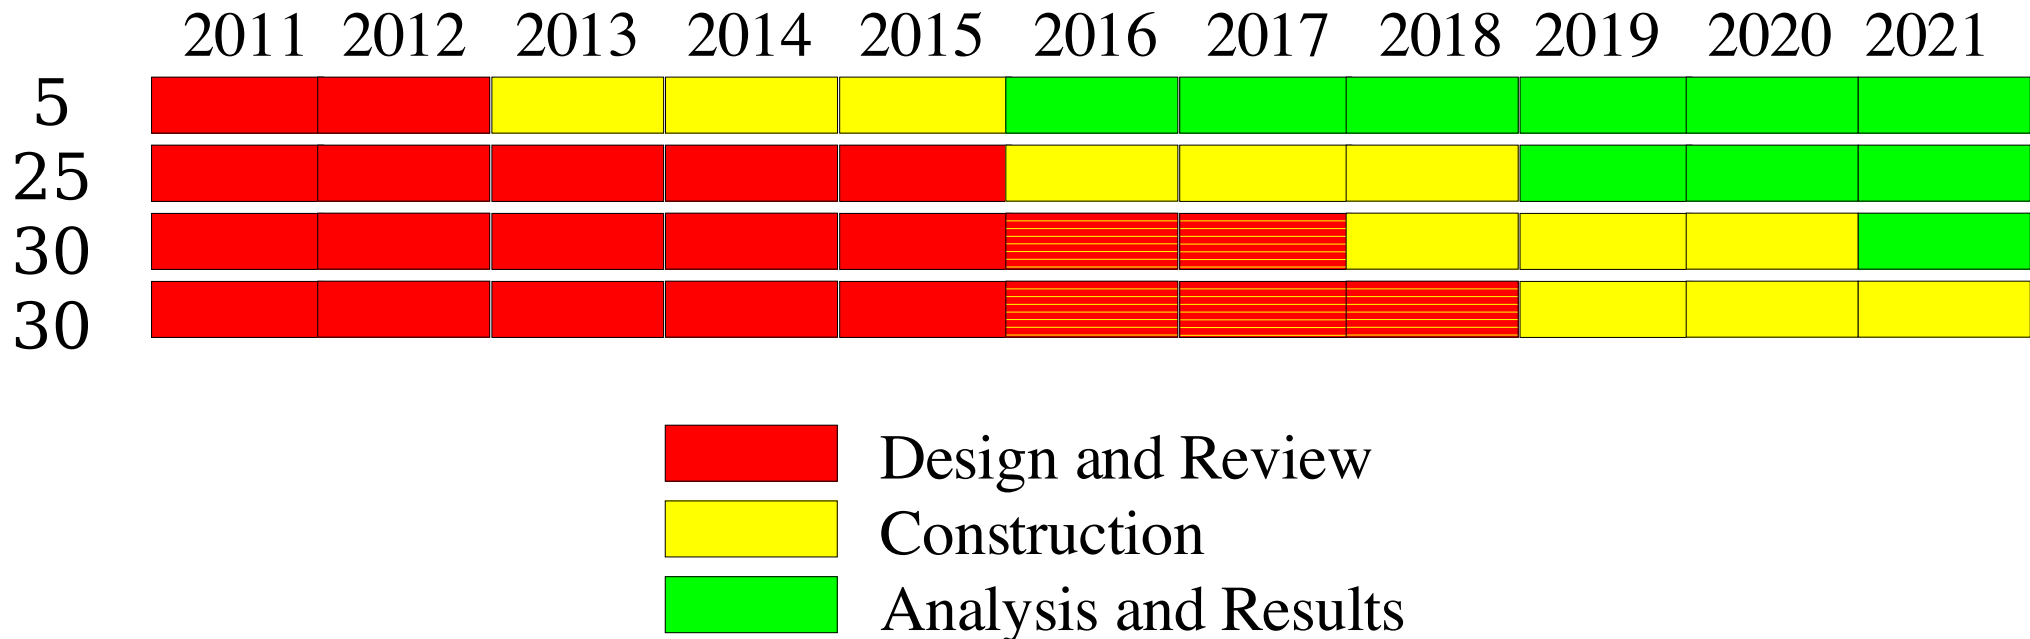 2011 2012 2013 2014 2015 2016 2017 2018 2019 2020 2021
5
25
30
30
Design and Review
Construction
Analysis and Results